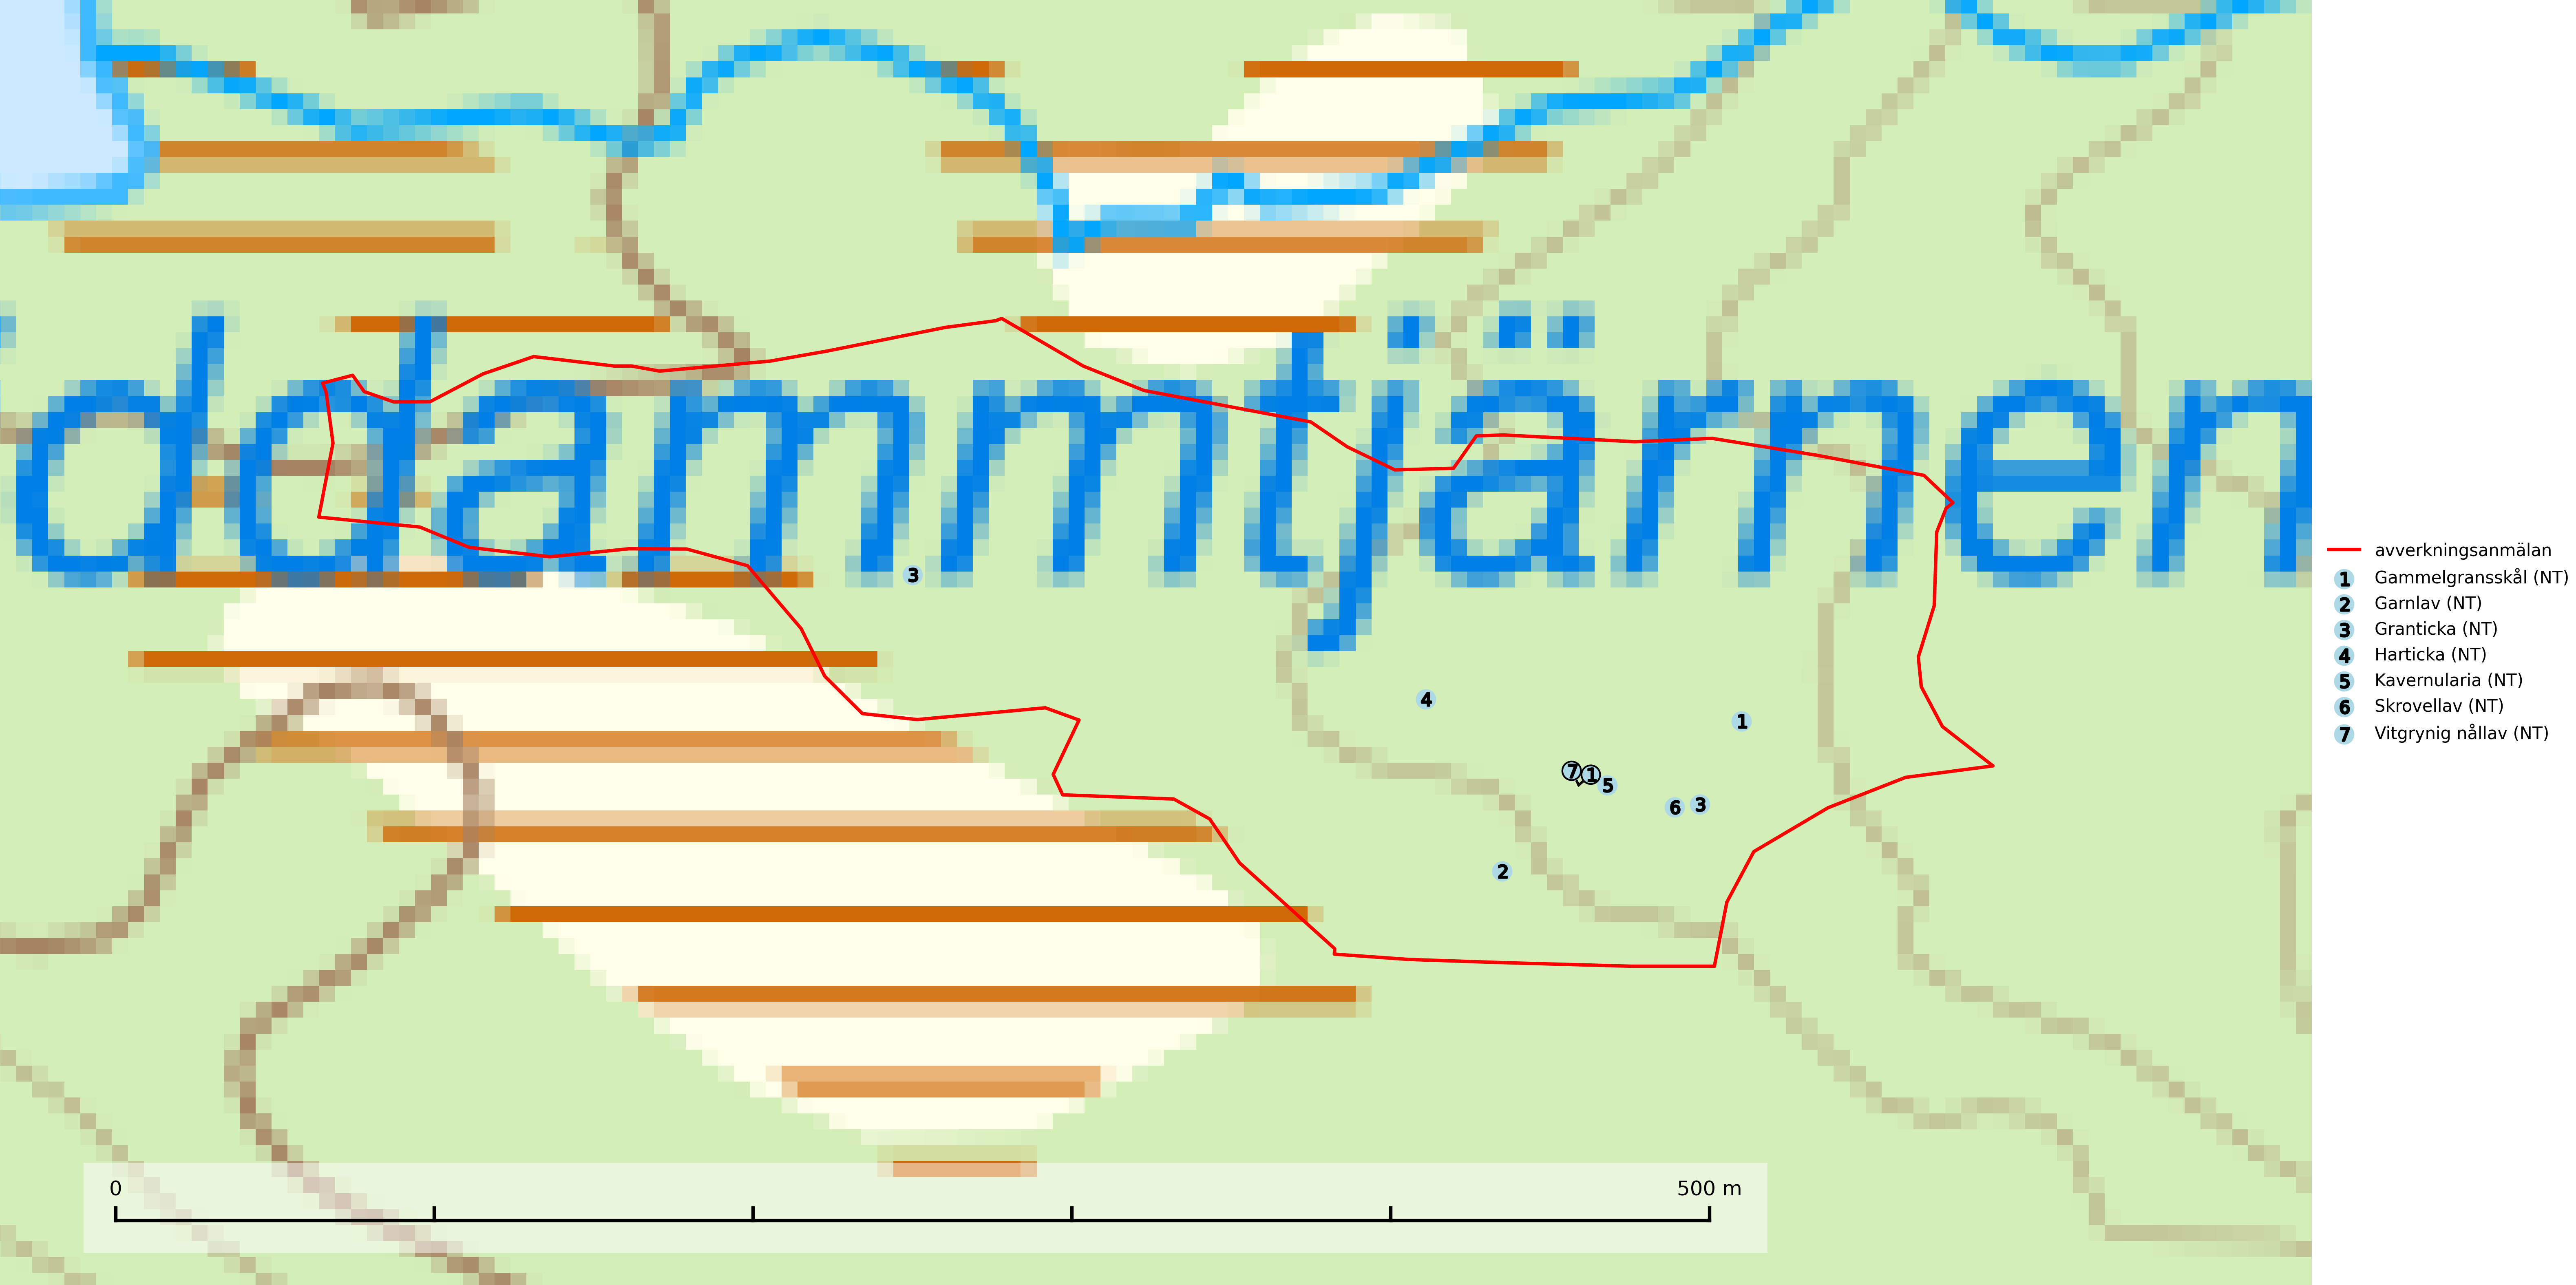 ddammtjärnen
3
4
1
7 1
5
6 3
2
0 500 m
avverkningsanmälan
1 Gammelgransskål (NT)
2 Garnlav (NT)
3 Granticka (NT)
4 Harticka (NT)
5 Kavernularia (NT)
6 Skrovellav (NT)
7 Vitgrynig nållav (NT)